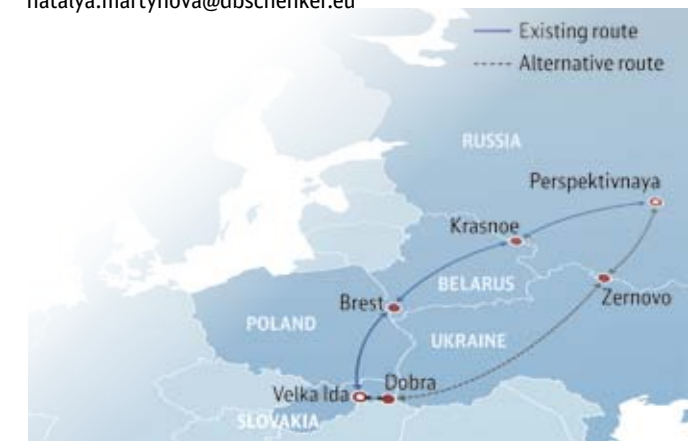 natalya.martynova@dbschenker.eu
Existing route
Alternative route
RUSSIA
Perspektivnaya
Krasnoe
BELARUS
Brest
Zernovo
POLAND
UKRAINE
Dobra
Velka Ida
SLOVAKIA